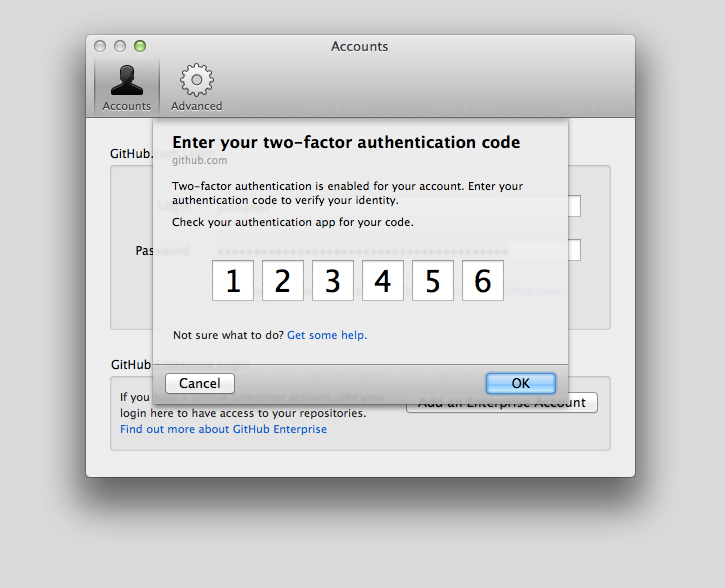 Accounts
Accounts
Advanced
Enter your two-factor authentication code
github.com
GitHub.
Two-factor authentication is enabled for your account. Enter your
authentication code to verify your identity.
Check your authentication app for your code.
Password
1 2 3 4 5 6
Not sure what to do? Get some help.
GitHub Enterprise Login
Cancel
OK
If you
Add an Enterprise Account
login here to have access to your repositories.
Find out more about GitHub Enterprise